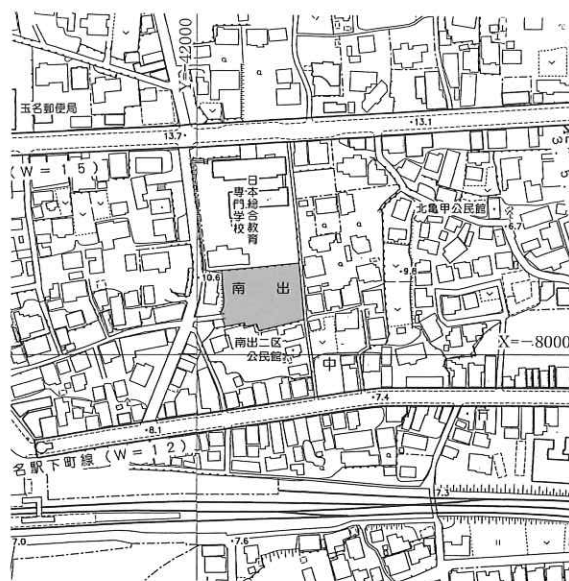 Y=-42000
玉名郵便局
13.7
13.1
(W=15)
日本総合教育
専門学校
北亀甲公民館
6.7
10.6
9.8
南 出
南出二区
公民館
X=-8000
中
7.4
8.1
名駅下町線(W=12)
7.3
7.0
7.6